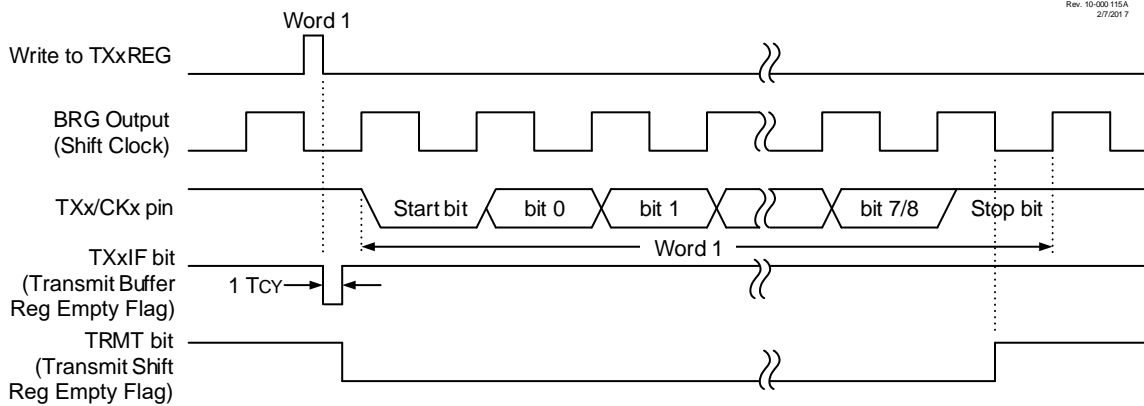 Rev. 10-000 115A
2/7/201 7
Word 1
Write to TXxREG
BRG Output
(Shift Clock)
TXx/CKx pin
Start bit
bit 0
bit 1
bit 7/8
Stop bit
Word 1
TXxIF bit
(Transmit Buffer
Reg Empty Flag)
1 TCY
TRMT bit
(Transmit Shift
Reg Empty Flag)